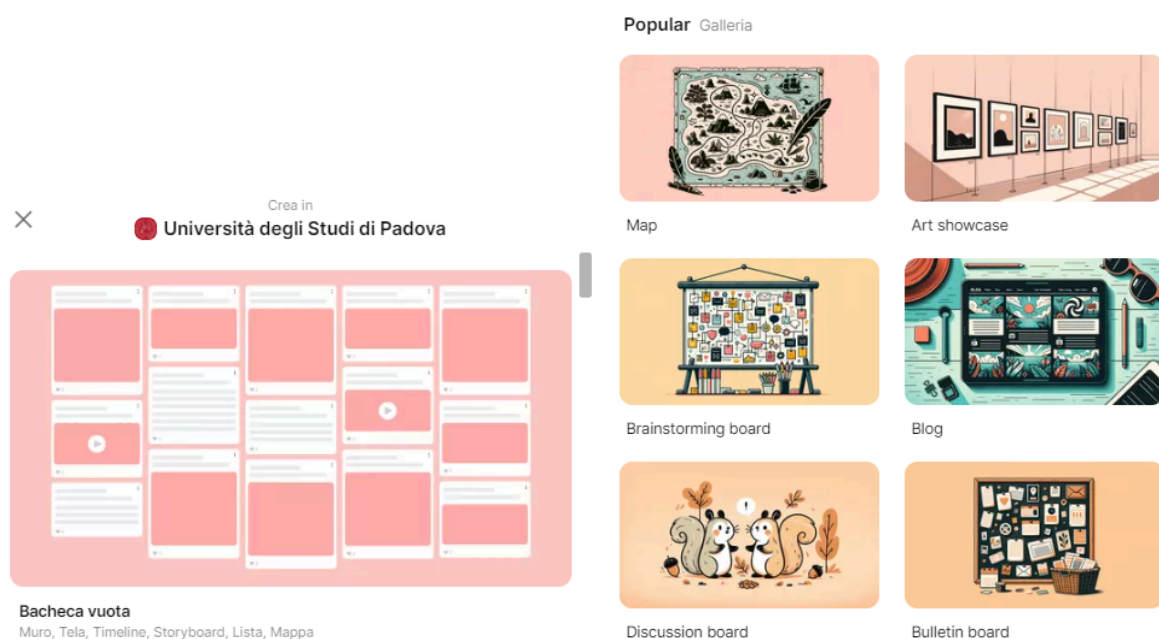 Crea in
Università degli Studi di Padova
Bacheca vuota
Muro, Tela, Timeline, Storyboard, Lista, Mappa
Popular Galleria
Map
Art showcase
Brainstorming board
Blog
Discussion board
Bulletin board